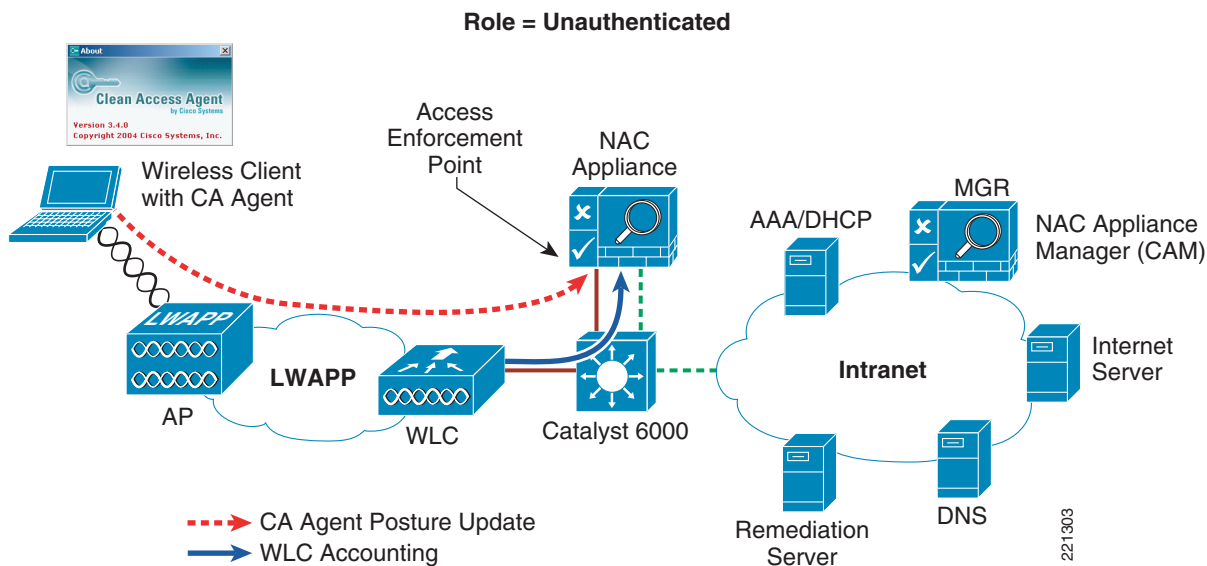 Role = Unauthenticated
About
Clean Access Agent
by Cisco Systems
Version 3.4.0
Copyright 2004 Cisco Systems, Inc.
Wireless Client
with CA Agent
Access
Enforcement
Point
NAC
Appliance
AAA/DHCP
MGR
NAC Appliance
Manager (CAM)
LWAPP
AP
LWAPP
WLC
Catalyst 6000
Intranet
Internet
Server
DNS
Remediation
Server
CA Agent Posture Update
WLC Accounting
221303